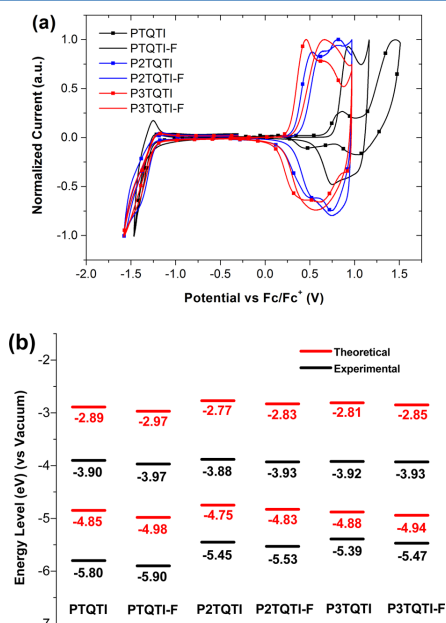 (a)
PTQTI
PTQTI-F
P2TQTI
P2TQTI-F
P3TQTI
P3TQTI-F
Normalized Current (a.u.)
1.0
0.5
0.0
-0.5
-1.0
-2.0 -1.5 -1.0 -0.5 0.0 0.5 1.0 1.5
Potential vs Fc/Fc+ (V)
(b)
Energy Level (eV) (vs Vacuum)
-2
-3
-4
-5
-6
Theoretical
Experimental
-2.89 -2.97 -2.77 -2.83 -2.81 -2.85
-3.90 -3.97 -3.88 -3.93 -3.92 -3.93
-4.85 -4.98 -4.75 -4.83 -4.88 -4.94
-5.80 -5.90 -5.45 -5.53 -5.39 -5.47
PTQTI PTQTI-F P2TQTI P2TQTI-F P3TQTI P3TQTI-F